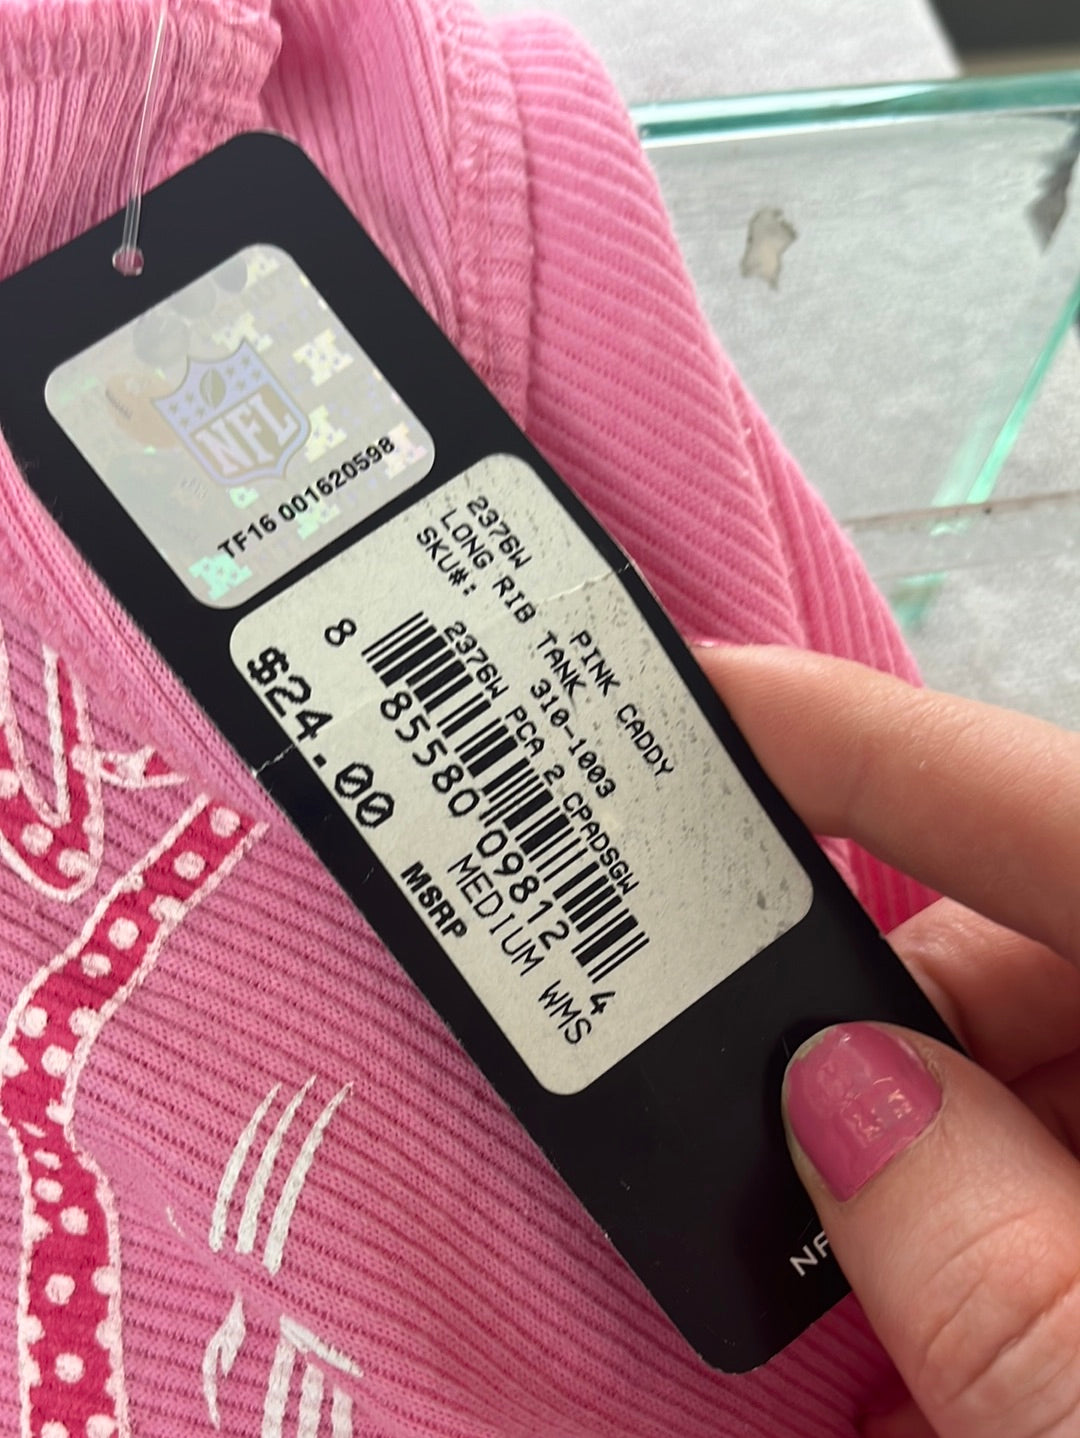 NFL
TF16 001620598
2376W PINK CADDY
LONG RIB TANK 310-1003
SKU#: 2376W PCA 2 CPADSGW
8 85580 09812 4
MEDIUM WMS
$24.00 MSRP